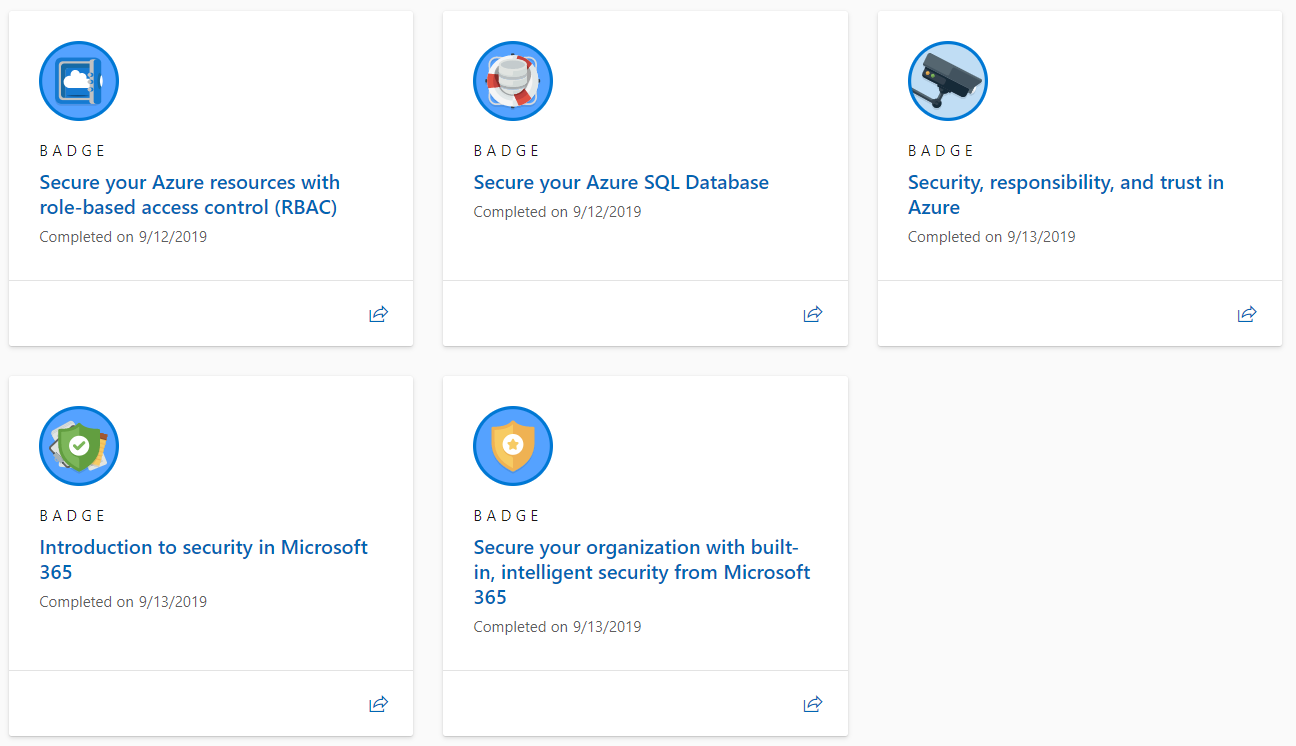 BADGE
Secure your Azure resources with
role-based access control (RBAC)
Completed on 9/12/2019
BADGE
Secure your Azure SQL Database
Completed on 9/12/2019
BADGE
Security, responsibility, and trust in
Azure
Completed on 9/13/2019
BADGE
Introduction to security in Microsoft
365
Completed on 9/13/2019
BADGE
Secure your organization with built-
in, intelligent security from Microsoft
365
Completed on 9/13/2019